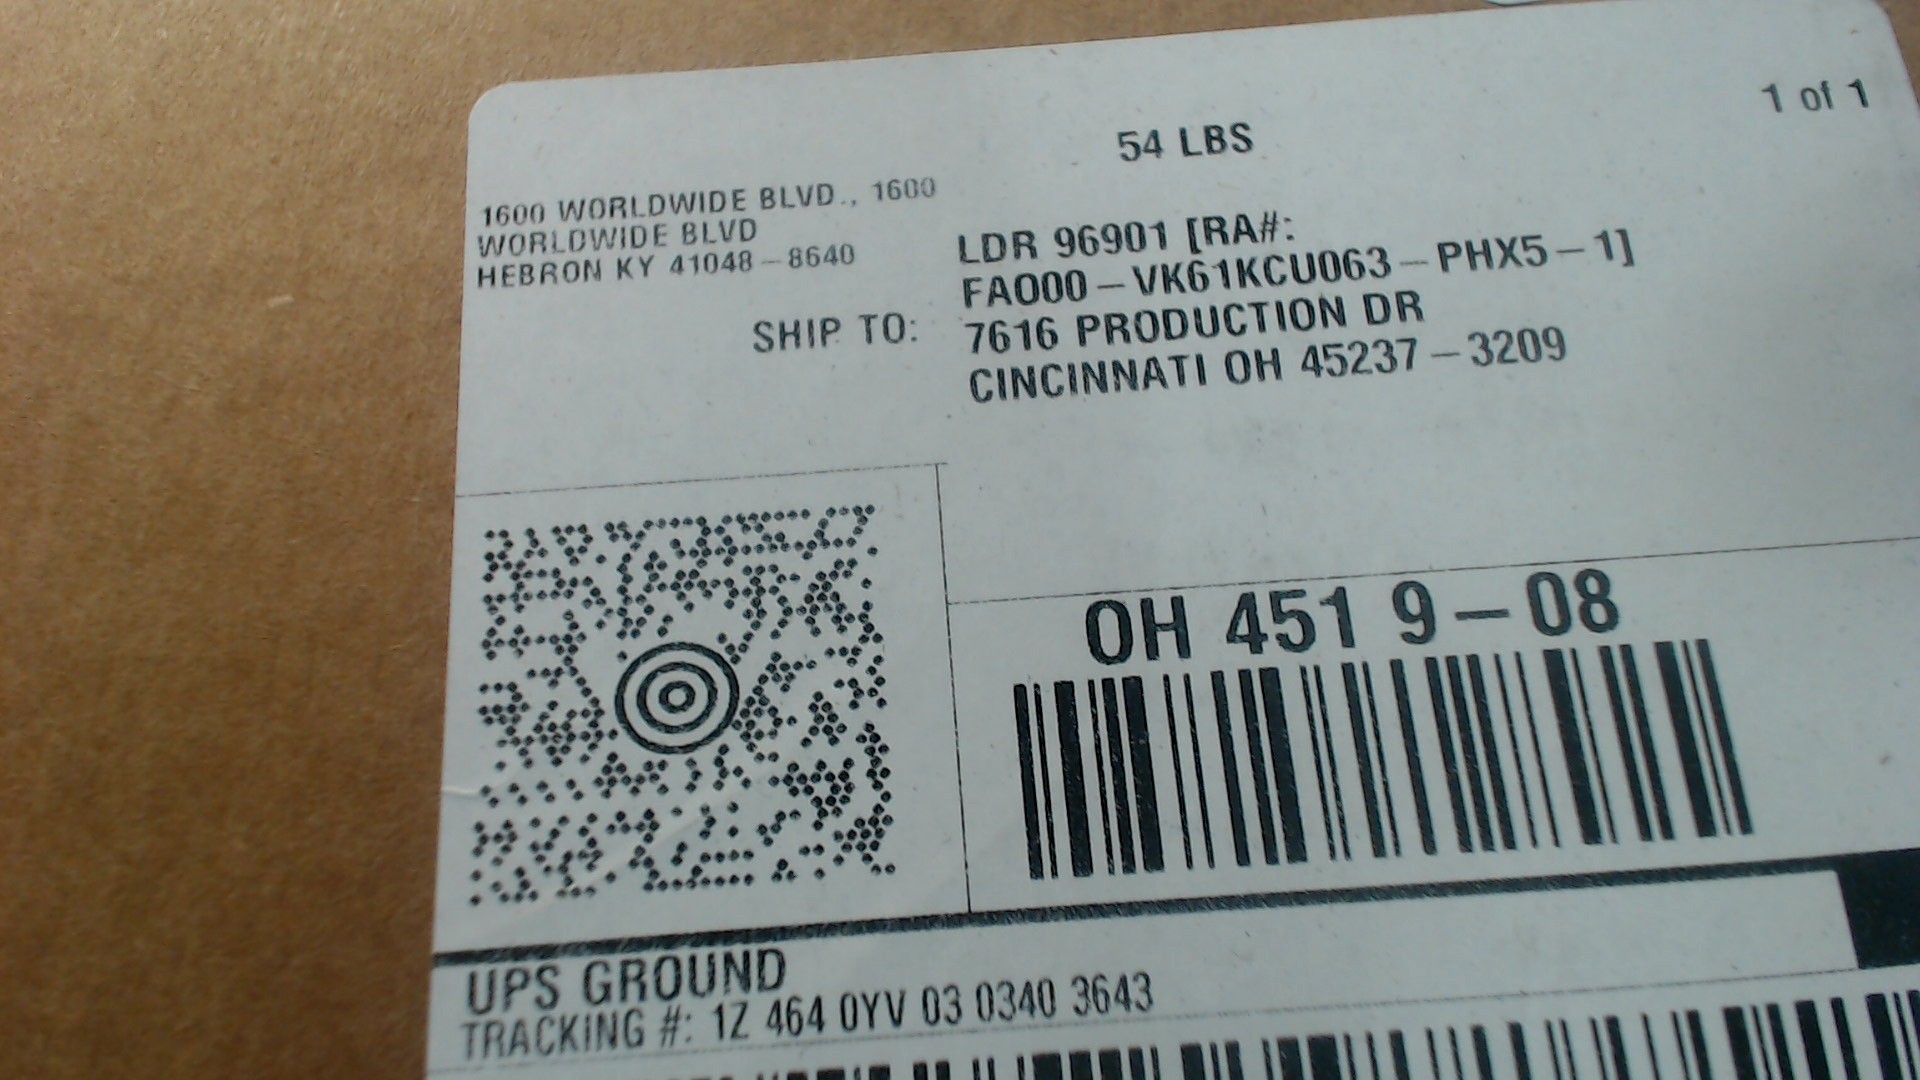 1 of 1
54 LBS
1600 WORLDWIDE BLVD., 1600
WORLDWIDE BLVD
HEBRON KY 41048-8640
SHIP TO:
LDR 96901 [RA#:
FA000-VK61KCU063-PHX5-1]
7616 PRODUCTION DR
CINCINNATI OH 45237-3209
OH 451 9-08
UPS GROUND
TRACKING #: 1Z 464 0YV 03 0340 3643